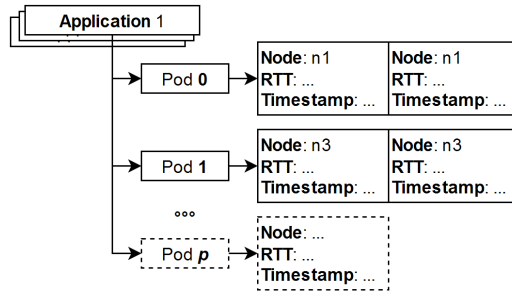 Application 1
Pod 0
Node: n1
RTT: ...
Timestamp: ...
Node: n1
RTT: ...
Timestamp: ...
Pod 1
Node: n3
RTT: ...
Timestamp: ...
Node: n3
RTT: ...
Timestamp: ...
Pod p
Node: ...
RTT: ...
Timestamp: ...